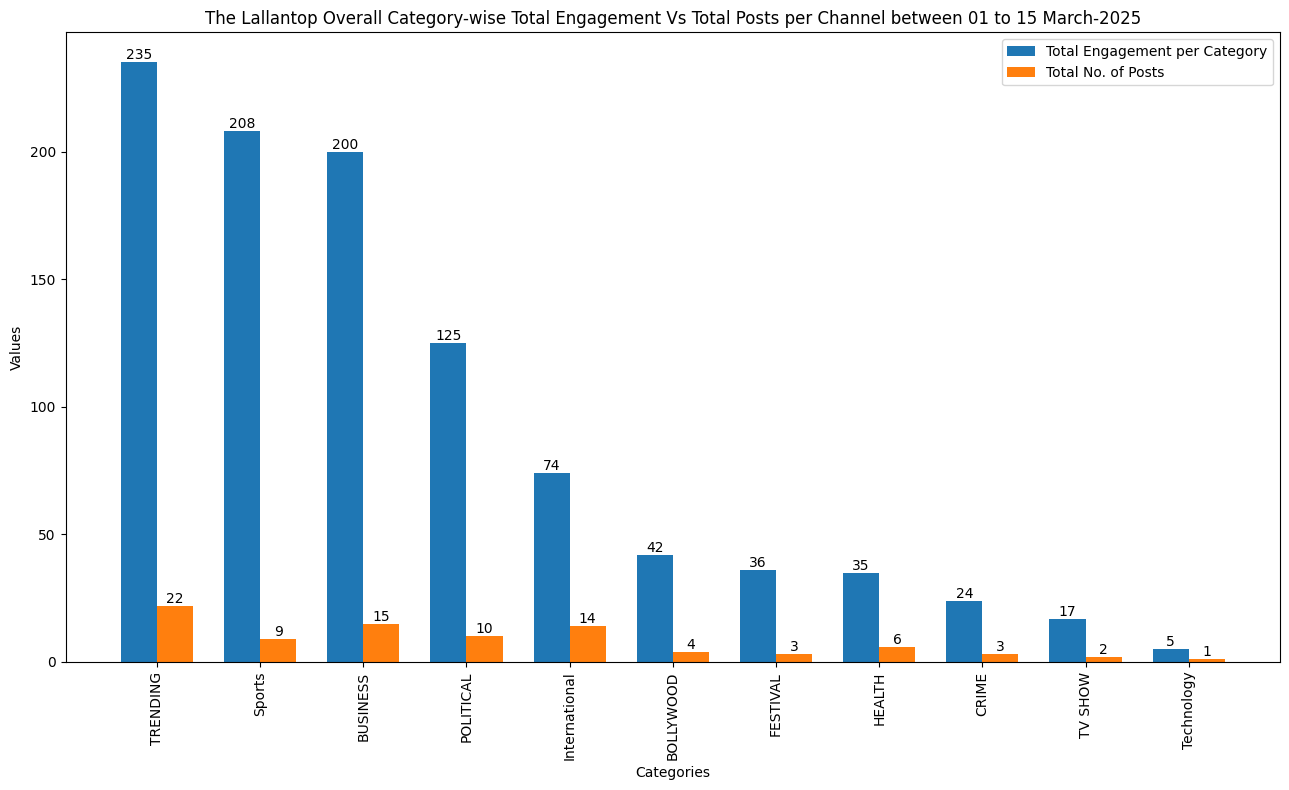 The Lallantop Overall Category-wise Total Engagement Vs Total Posts per Channel between 01 to 15 March-2025
Total Engagement per Category
Total No. of Posts
Values
200
150
100
50
0
235
22
208
9
200
15
125
10
74
14
42
4
36
3
35
6
24
3
17
2
5
1
TRENDING
Sports
BUSINESS
POLITICAL
International
BOLLYWOOD
FESTIVAL
HEALTH
CRIME
TV SHOW
Technology
Categories